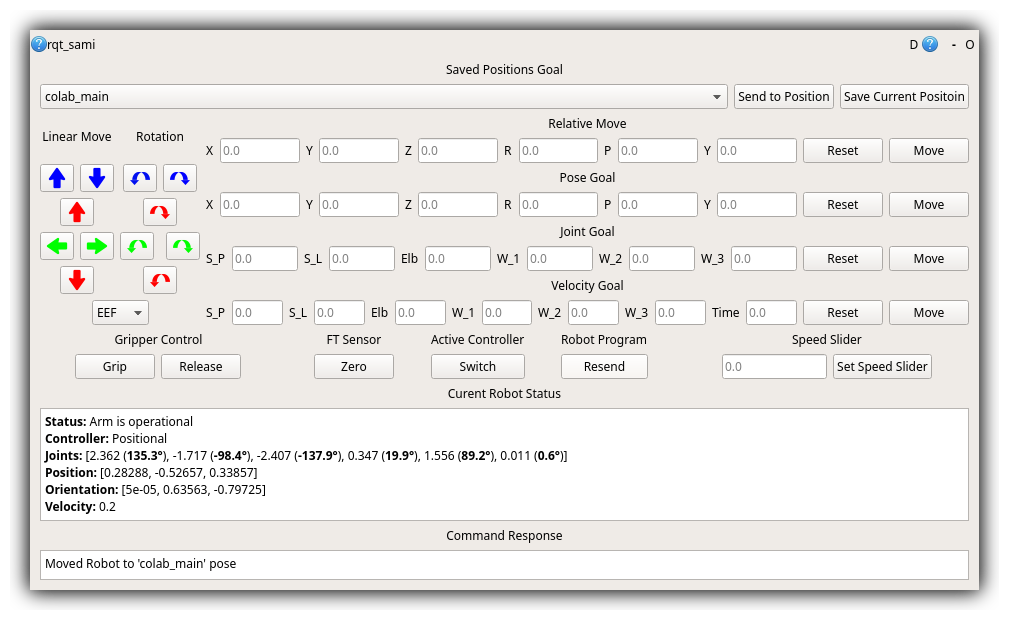 rqt_sami D ? - O
Saved Positions Goal
colab_main Send to Position Save Current Positoin
Linear Move Rotation
Relative Move
X 0.0 Y 0.0 Z 0.0 R 0.0 P 0.0 Y 0.0 Reset Move
Pose Goal
X 0.0 Y 0.0 Z 0.0 R 0.0 P 0.0 Y 0.0 Reset Move
Joint Goal
S_P 0.0 S_L 0.0 Elb 0.0 W_1 0.0 W_2 0.0 W_3 0.0 Reset Move
Velocity Goal
EEF S_P 0.0 S_L 0.0 Elb 0.0 W_1 0.0 W_2 0.0 W_3 0.0 Time 0.0 Reset Move
Gripper Control FT Sensor Active Controller Robot Program Speed Slider
Grip Release Zero Switch Resend 0.0 Set Speed Slider
Curent Robot Status
Status: Arm is operational
Controller: Positional
Joints: [2.362 (135.3°), -1.717 (-98.4°), -2.407 (-137.9°), 0.347 (19.9°), 1.556 (89.2°), 0.011 (0.6°)]
Position: [0.28288, -0.52657, 0.33857]
Orientation: [5e-05, 0.63563, -0.79725]
Velocity: 0.2
Command Response
Moved Robot to 'colab_main' pose